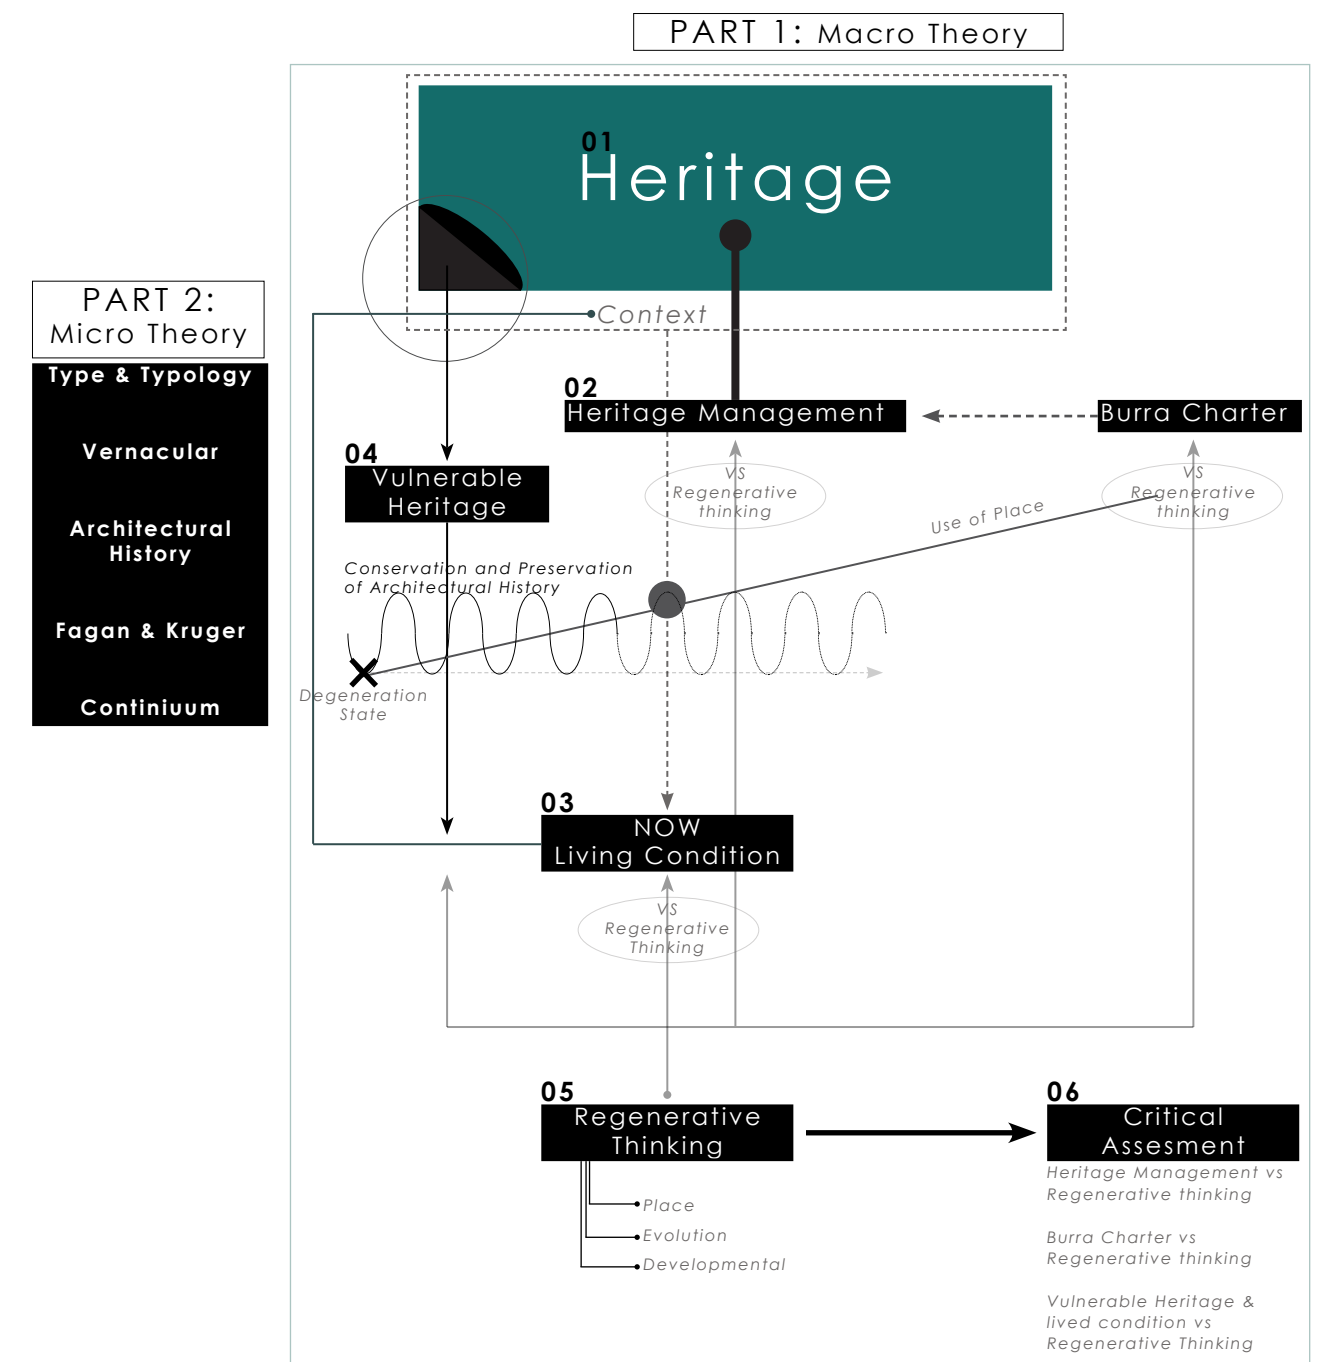 PART 1: Macro Theory
01
Heritage
Context
PART 2:
Micro Theory
Type & Typology
Vernacular
Architectural
History
Fagan & Kruger
Continiuum
02
Heritage Management
Burra Charter
04
Vulnerable
Heritage
VS
Regenerative
thinking
VS
Regenerative
thinking
Use of Place
Conservation and Preservation
of Architectural History
Degeneration
State
03
NOW
Living Condition
VS
Regenerative
Thinking
05
Regenerative
Thinking
Place
Evolution
Developmental
06
Critical
Assesment
Heritage Management vs
Regenerative thinking
Burra Charter vs
Regenerative thinking
Vulnerable Heritage &
lived condition vs
Regenerative Thinking